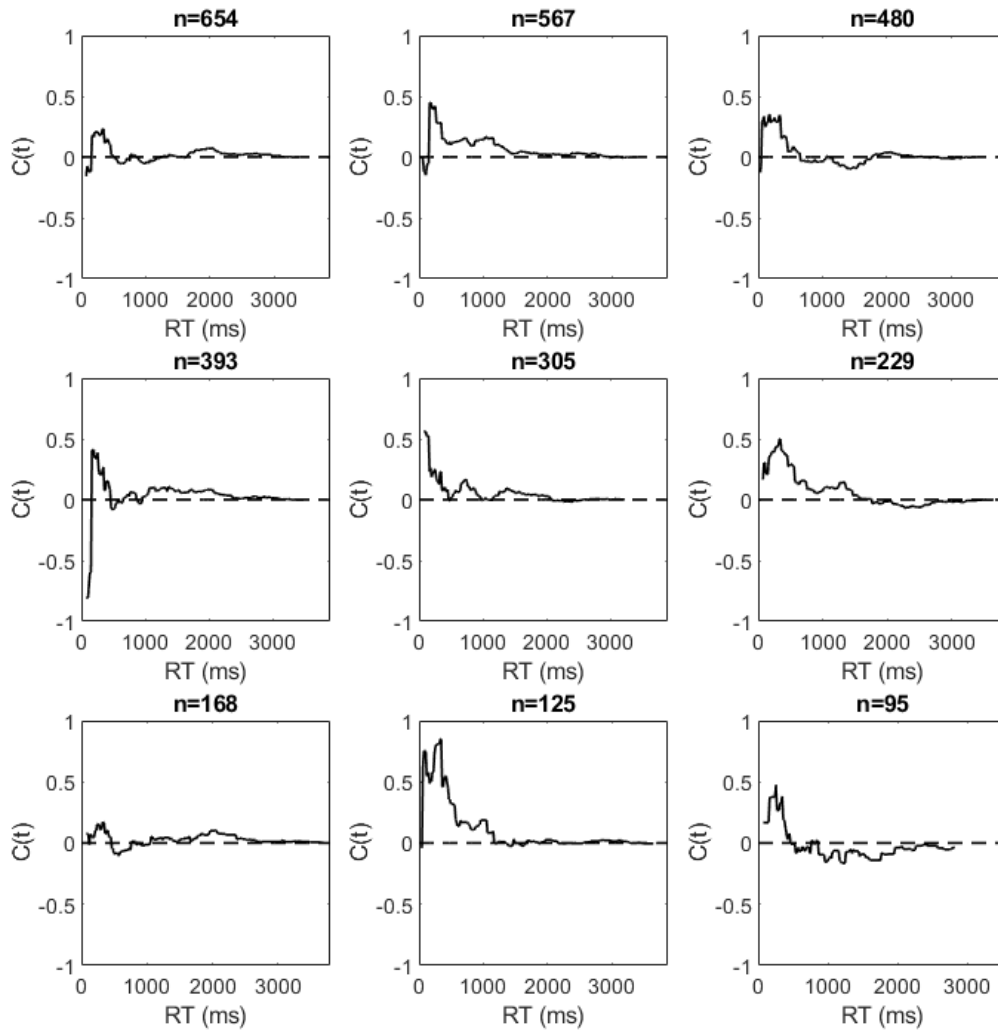 n=654 n=567 n=480
1 1 1
0.5 0.5 0.5
C(t) 0 C(t) 0 C(t) 0
-0.5 -0.5 -0.5
-1 -1 -1
0 1000 2000 3000 0 1000 2000 3000 0 1000 2000 3000
RT (ms) RT (ms) RT (ms)
n=393 n=305 n=229
1 1 1
0.5 0.5 0.5
C(t) 0 C(t) 0 C(t) 0
-0.5 -0.5 -0.5
-1 -1 -1
0 1000 2000 3000 0 1000 2000 3000 0 1000 2000 3000
RT (ms) RT (ms) RT (ms)
n=168 n=125 n=95
1 1 1
0.5 0.5 0.5
C(t) 0 C(t) 0 C(t) 0
-0.5 -0.5 -0.5
-1 -1 -1
0 1000 2000 3000 0 1000 2000 3000 0 1000 2000 3000
RT (ms) RT (ms) RT (ms)